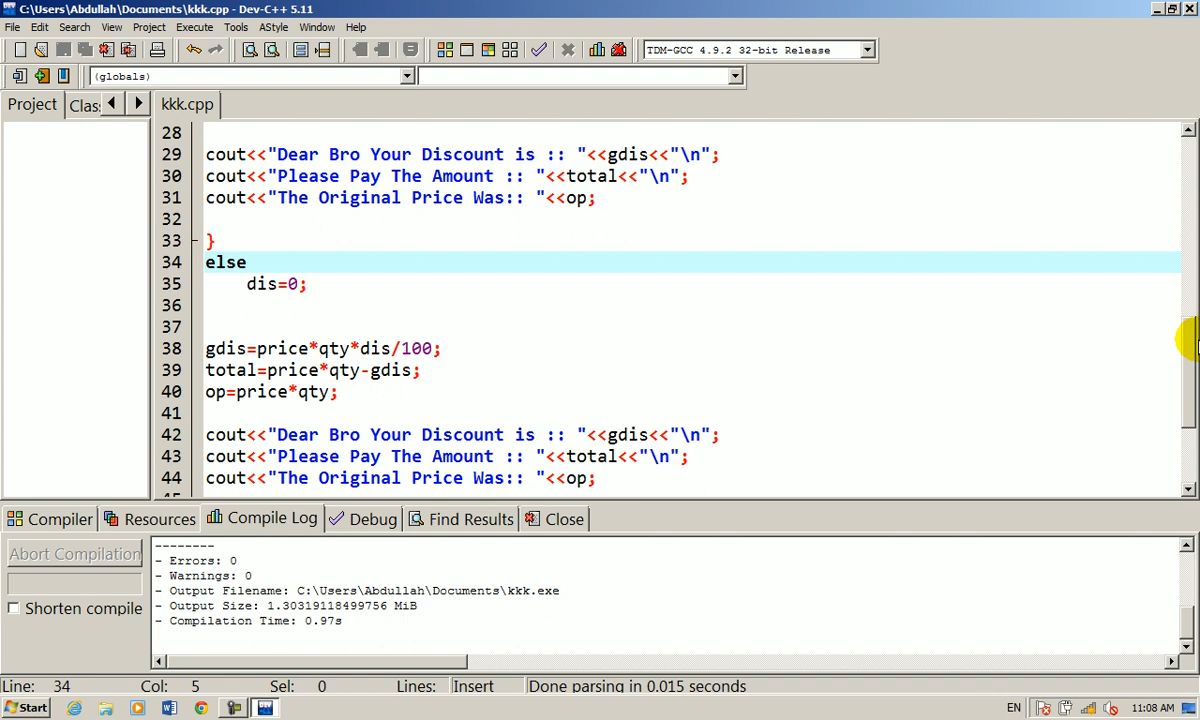 C:\Users\Abdullah\Documents\kkk.cpp - Dev-C++ 5.11
File Edit Search View Project Execute Tools AStyle Window Help
TDM-GCC 4.9.2 32-bit Release
(globals)
Project Clas kkk.cpp
28
29 cout<<"Dear Bro Your Discount is :: "<<gdis<<"\n";
30 cout<<"Please Pay The Amount :: "<<total<<"\n";
31 cout<<"The Original Price Was:: "<<op;
32
33 }
34 else
35 dis=0;
36
37
38 gdis=price*qty*dis/100;
39 total=price*qty-gdis;
40 op=price*qty;
41
42 cout<<"Dear Bro Your Discount is :: "<<gdis<<"\n";
43 cout<<"Please Pay The Amount :: "<<total<<"\n";
44 cout<<"The Original Price Was:: "<<op;
Compiler Resources Compile Log Debug Find Results Close
Abort Compilation
Shorten compile
--------
- Errors: 0
- Warnings: 0
- Output Filename: C:\Users\Abdullah\Documents\kkk.exe
- Output Size: 1.30319118499756 MiB
- Compilation Time: 0.97s
Line: 34 Col: 5 Sel: 0 Lines: Insert Done parsing in 0.015 seconds
Start EN 11:08 AM